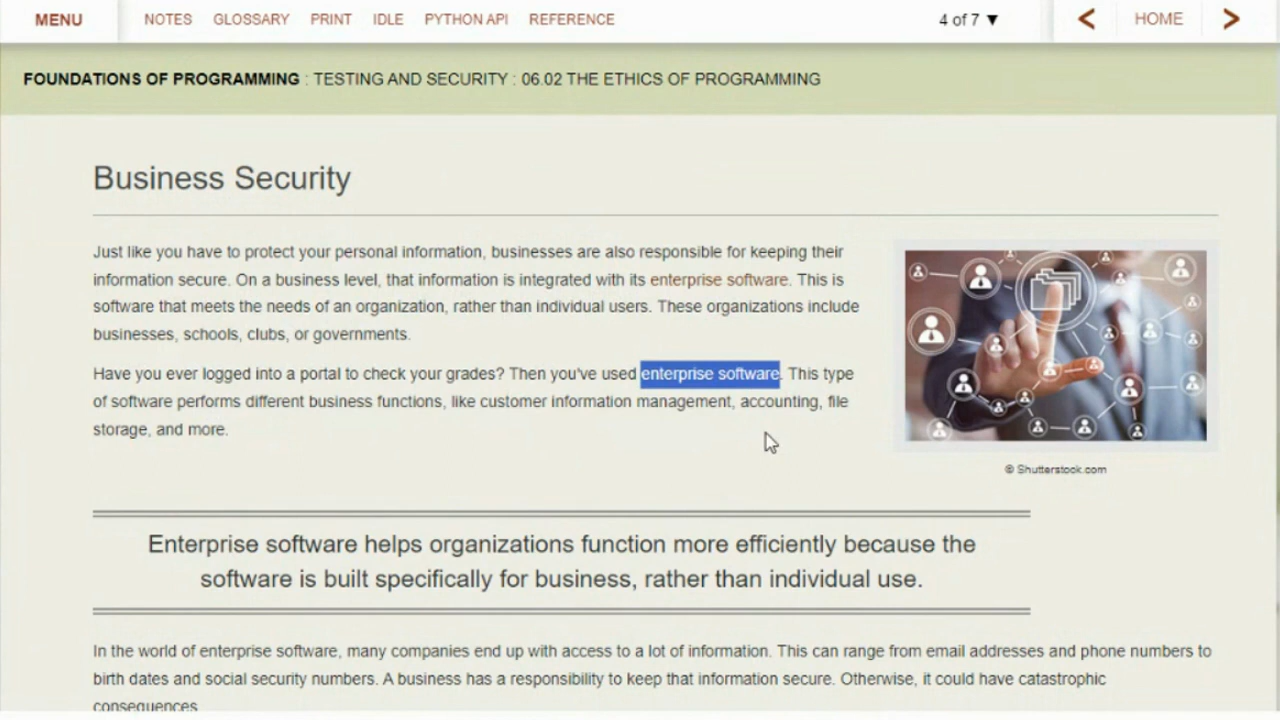 MENU NOTES GLOSSARY PRINT IDLE PYTHON API REFERENCE 4 of 7 ▼ < HOME >
FOUNDATIONS OF PROGRAMMING : TESTING AND SECURITY : 06.02 THE ETHICS OF PROGRAMMING
Business Security
Just like you have to protect your personal information, businesses are also responsible for keeping their
information secure. On a business level, that information is integrated with its enterprise software. This is
software that meets the needs of an organization, rather than individual users. These organizations include
businesses, schools, clubs, or governments.
Have you ever logged into a portal to check your grades? Then you've used enterprise software. This type
of software performs different business functions, like customer information management, accounting, file
storage, and more.
© Shutterstock.com
Enterprise software helps organizations function more efficiently because the
software is built specifically for business, rather than individual use.
In the world of enterprise software, many companies end up with access to a lot of information. This can range from email addresses and phone numbers to
birth dates and social security numbers. A business has a responsibility to keep that information secure. Otherwise, it could have catastrophic
consequences